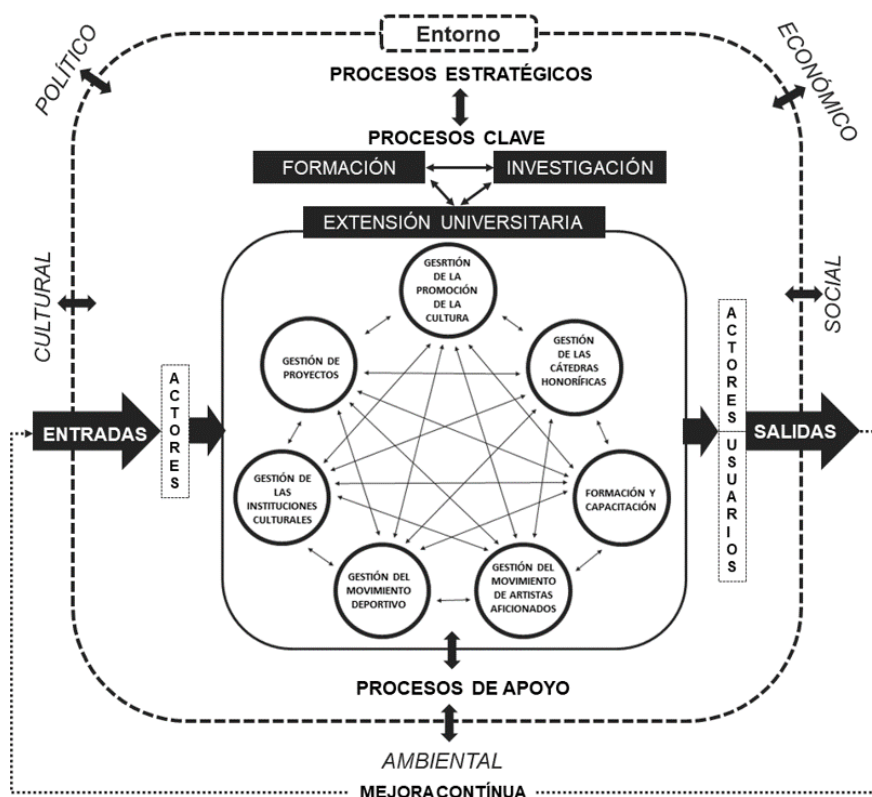 Entorno
POLÍTICO
ECONÓMICO
PROCESOS ESTRATÉGICOS
PROCESOS CLAVE
FORMACIÓN
INVESTIGACIÓN
EXTENSIÓN UNIVERSITARIA
CULTURAL
SOCIAL
GESRTIÓN
DE LA
PROMOCIÓN
DE LA
CULTURA
GESTIÓN DE
PROYECTOS
GESTIÓN
DE LAS
CÁTEDRAS
HONORÍFICAS
ENTRADAS
ACTORES
ACTORES USUARIOS
SALIDAS
GESTIÓN DE
LAS
INSTITUCIONES
CULTURALES
FORMACIÓN Y
CAPACITACIÓN
GESTIÓN DEL
MOVIMIENTO
DEPORTIVO
GESTIÓN DEL
MOVIMIENTO
DE ARTISTAS
AFICIONADOS
PROCESOS DE APOYO
AMBIENTAL
MEJORA CONTÍNUA